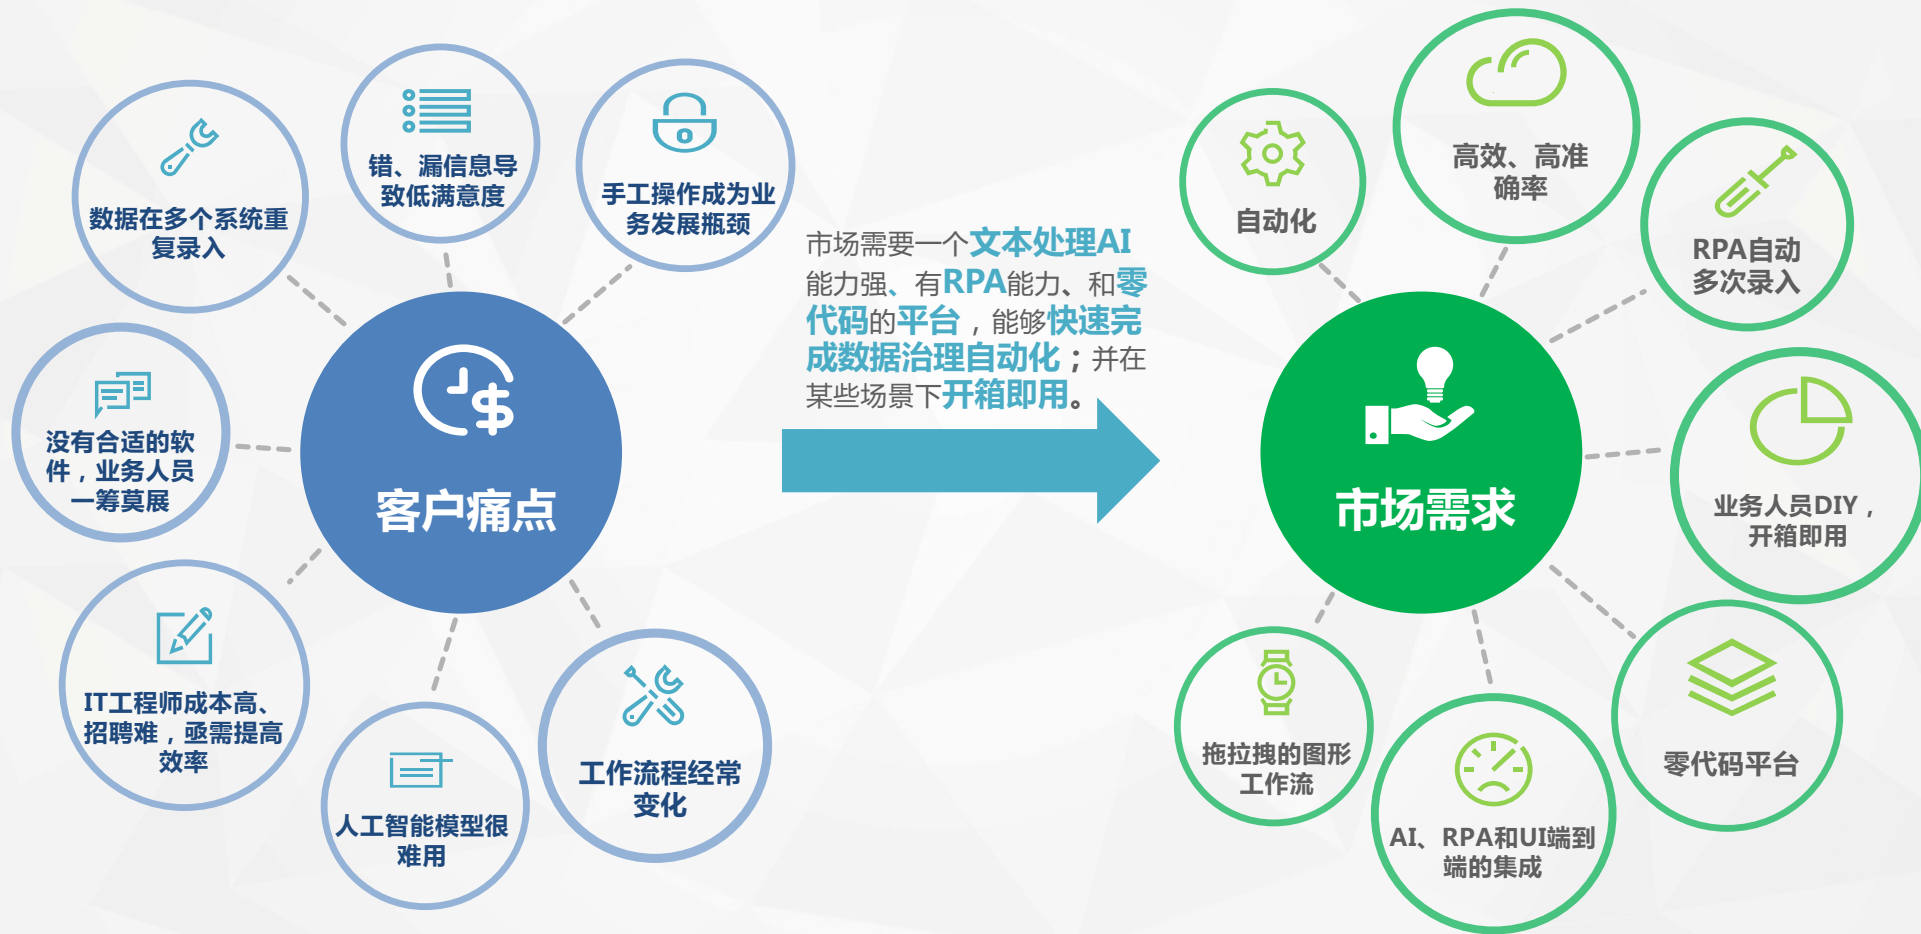 数据在多个系统重
复录入
错、漏信息导
致低满意度
手工操作成为业
务发展瓶颈
没有合适的软
件，业务人员
一筹莫展
客户痛点
IT工程师成本高、
招聘难，亟需提高
效率
人工智能模型很
难用
工作流程经常
变化
市场需要一个文本处理AI
能力强、有RPA能力、和零
代码的平台，能够快速完
成数据治理自动化；并在
某些场景下开箱即用。
自动化
高效、高准
确率
RPA自动
多次录入
市场需求
业务人员DIY，
开箱即用
零代码平台
AI、RPA和UI端到
端的集成
拖拉拽的图形
工作流